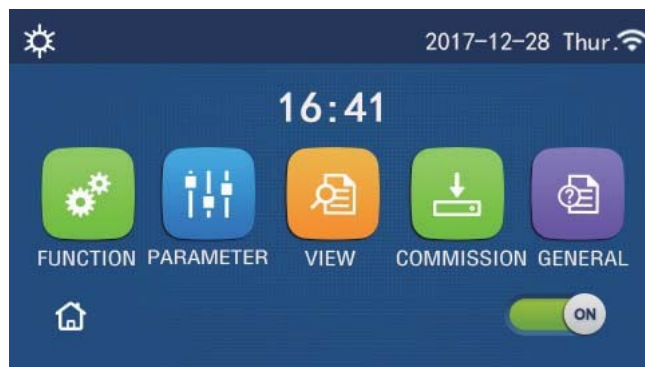 2017-12-28 Thur.
16:41
FUNCTION PARAMETER VIEW COMMISSION GENERAL
ON